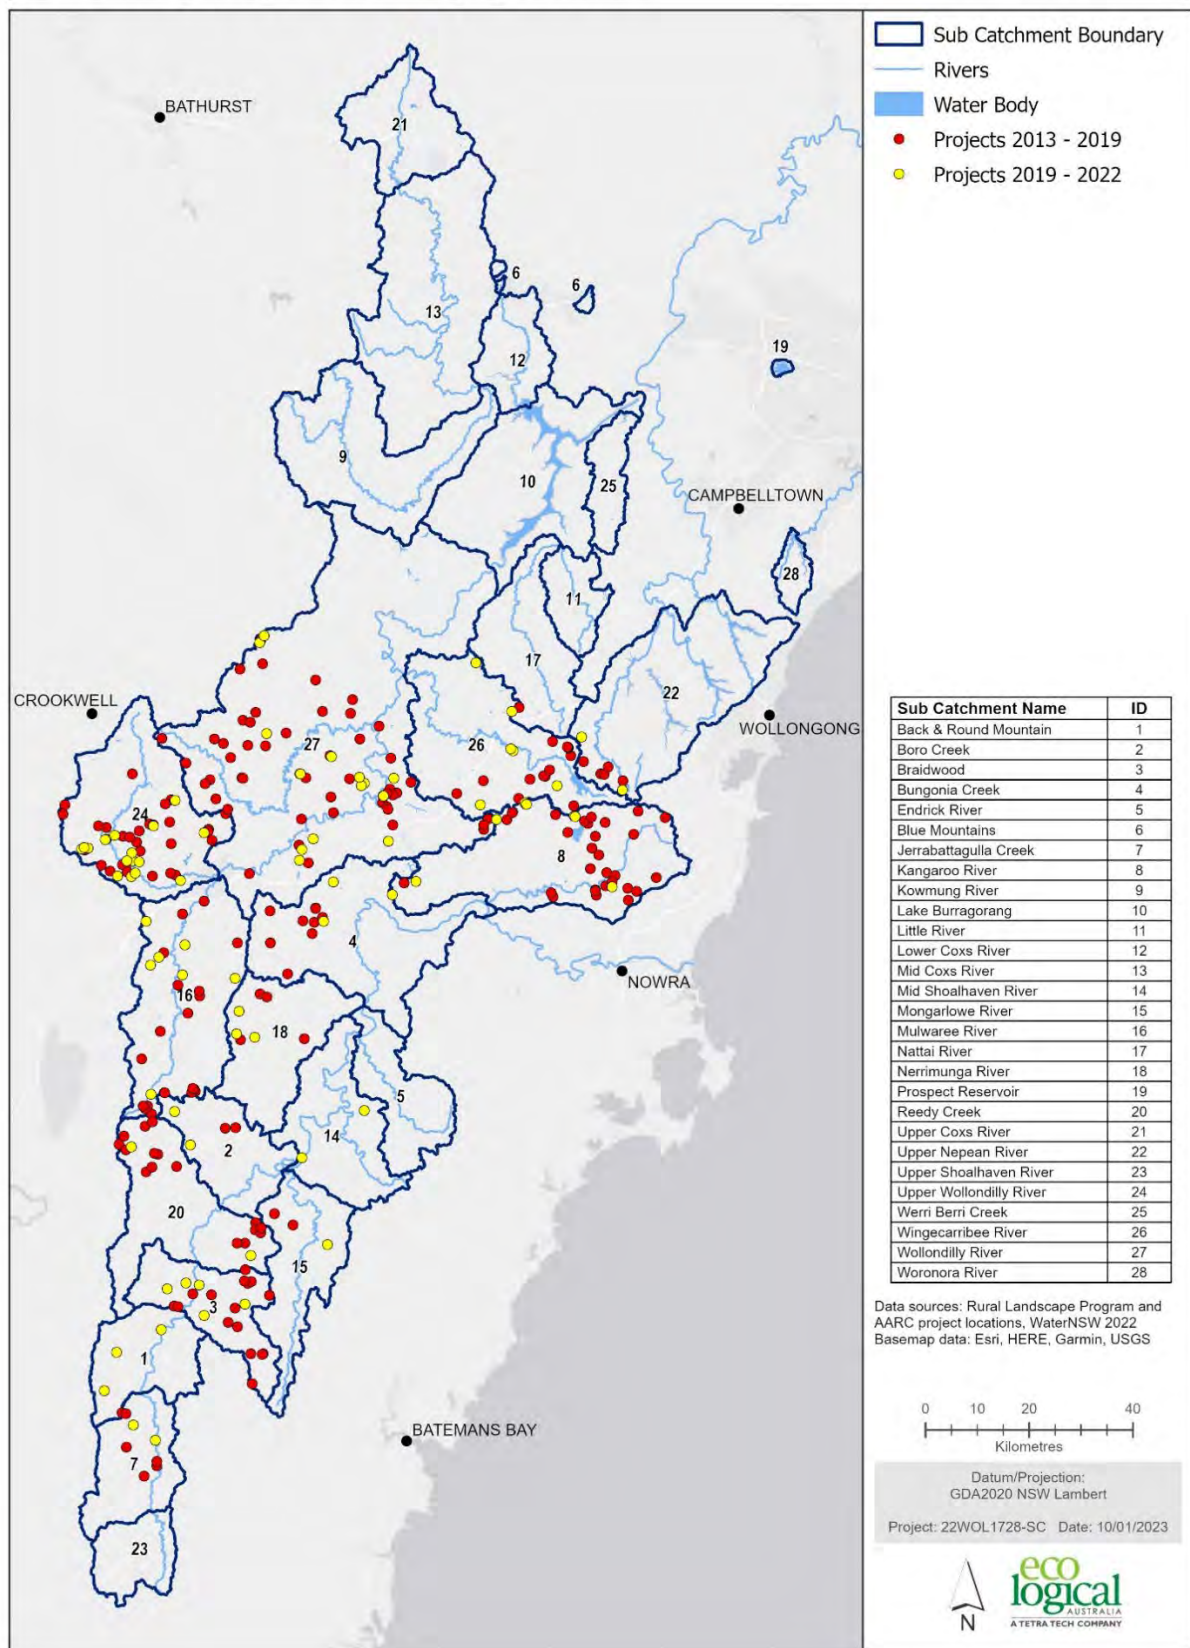 BATHURST
21
6
6
13
19
12
9
10
25
CAMPBELLTOWN
28
11
17
22
CROOKWELL
WOLLONGONG
27
26
24
8
4
NOWRA
16
18
5
14
2
20
15
3
1
BATEMANS BAY
7
23
Sub Catchment Boundary
Rivers
Water Body
Projects 2013 - 2019
Projects 2019 - 2022
Sub Catchment Name ID
Back & Round Mountain 1
Boro Creek 2
Braidwood 3
Bungonia Creek 4
Endrick River 5
Blue Mountains 6
Jerrabattagulla Creek 7
Kangaroo River 8
Kowmung River 9
Lake Burragorang 10
Little River 11
Lower Coxs River 12
Mid Coxs River 13
Mid Shoalhaven River 14
Mongarlowe River 15
Mulwaree River 16
Nattai River 17
Nerrimunga River 18
Prospect Reservoir 19
Reedy Creek 20
Upper Coxs River 21
Upper Nepean River 22
Upper Shoalhaven River 23
Upper Wollondilly River 24
Werri Berri Creek 25
Wingecarribee River 26
Wollondilly River 27
Woronora River 28
Data sources: Rural Landscape Program and
AARC project locations, WaterNSW 2022
Basemap data: Esri, HERE, Garmin, USGS
0 10 20 40
Kilometres
Datum/Projection:
GDA2020 NSW Lambert
Project: 22WOL1728-SC Date: 10/01/2023
N
eco
logical
AUSTRALIA
A TETRA TECH COMPANY